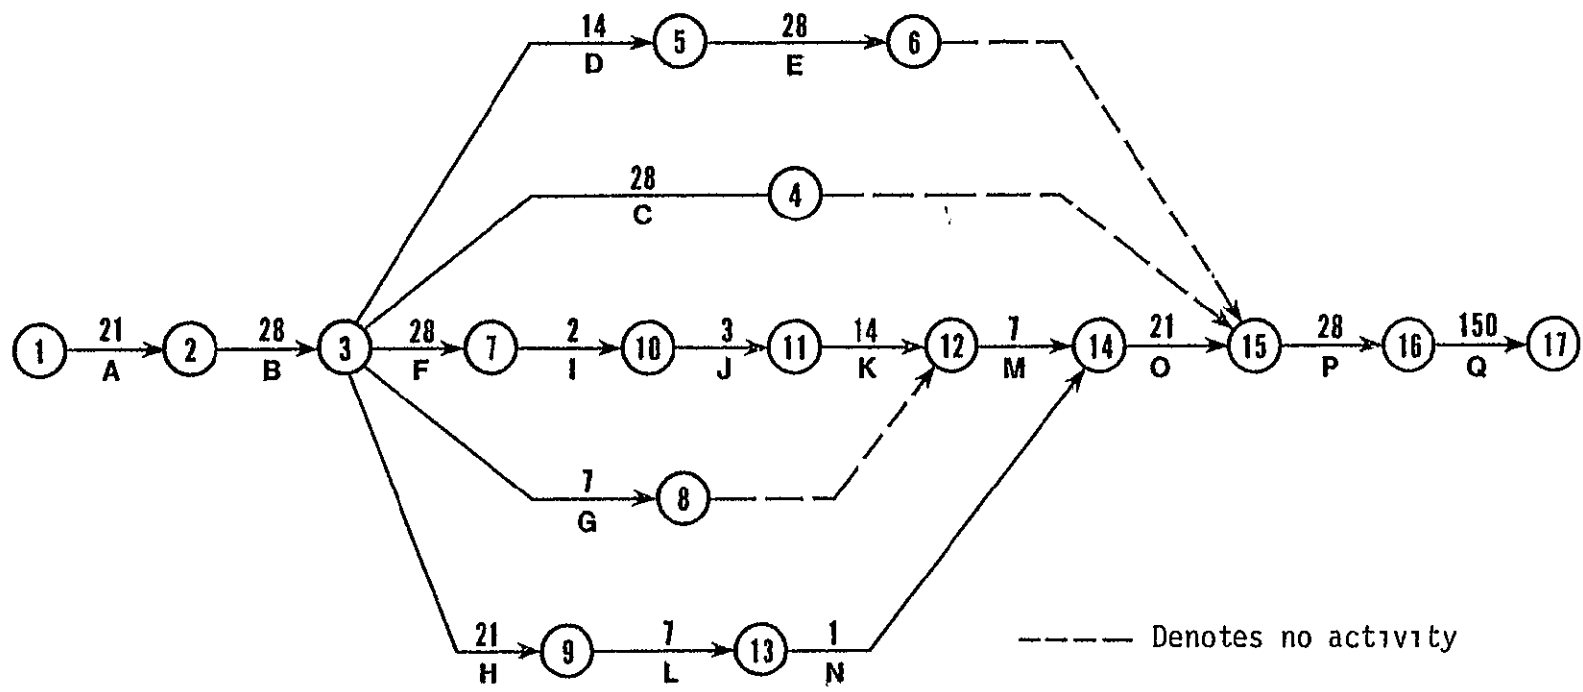 14 28
5 6
D E
28
4
C
21 28 28 2 3 14 7 21 28 150
1 2 3 7 10 11 12 14 15 16 17
A B F I J K M O P Q
7
8
G
21 7 1
9 13
H L N
Denotes no activity